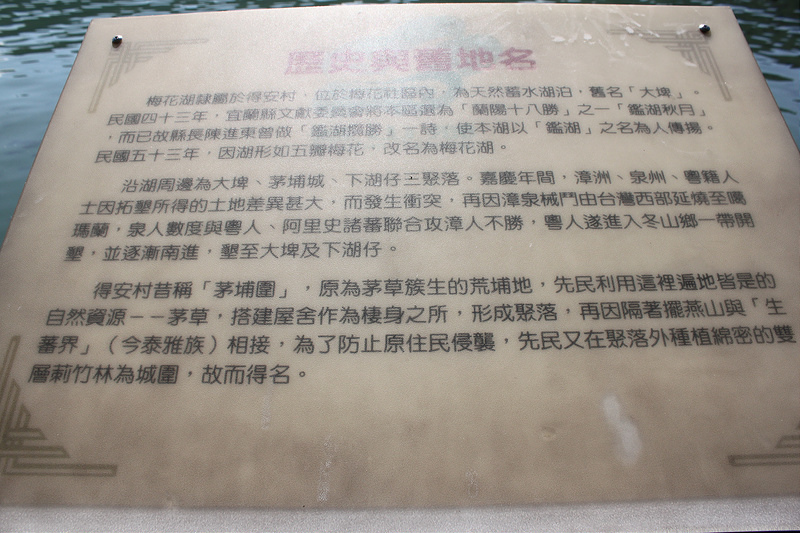 歷史與舊地名
梅花湖隸屬於得安村，位於梅花社區內，為天然蓄水湖泊，舊名「大埤」。
民國四十三年，宜蘭縣文獻委員會將本區選為「蘭陽十八勝」之一「鑑湖秋月」
，而已故縣長陳進東曾做「鑑湖攬勝」一詩，使本湖以「鑑湖」之名為人傳揚。
民國五十三年，因湖形如五瓣梅花，改名為梅花湖。
沿湖周邊為大埤、茅埔城、下湖仔三聚落。嘉慶年間，漳洲、泉州、粵籍人
士因拓墾所得的土地差異甚大，而發生衝突，再因漳泉械鬥由台灣西部延燒至噶
瑪蘭，泉人數度與粵人、阿里史諸蕃聯合攻漳人不勝，粵人遂進入冬山鄉一帶開
墾，並逐漸南進，墾至大埤及下湖仔。
得安村昔稱「茅埔圍」，原為茅草簇生的荒埔地，先民利用這裡遍地皆是的
自然資源－－茅草，搭建屋舍作為棲身之所，形成聚落，再因隔著擺燕山與「生
蕃界」（今泰雅族）相接，為了防止原住民侵襲，先民又在聚落外種植綿密的雙
層莿竹林為城圍，故而得名。